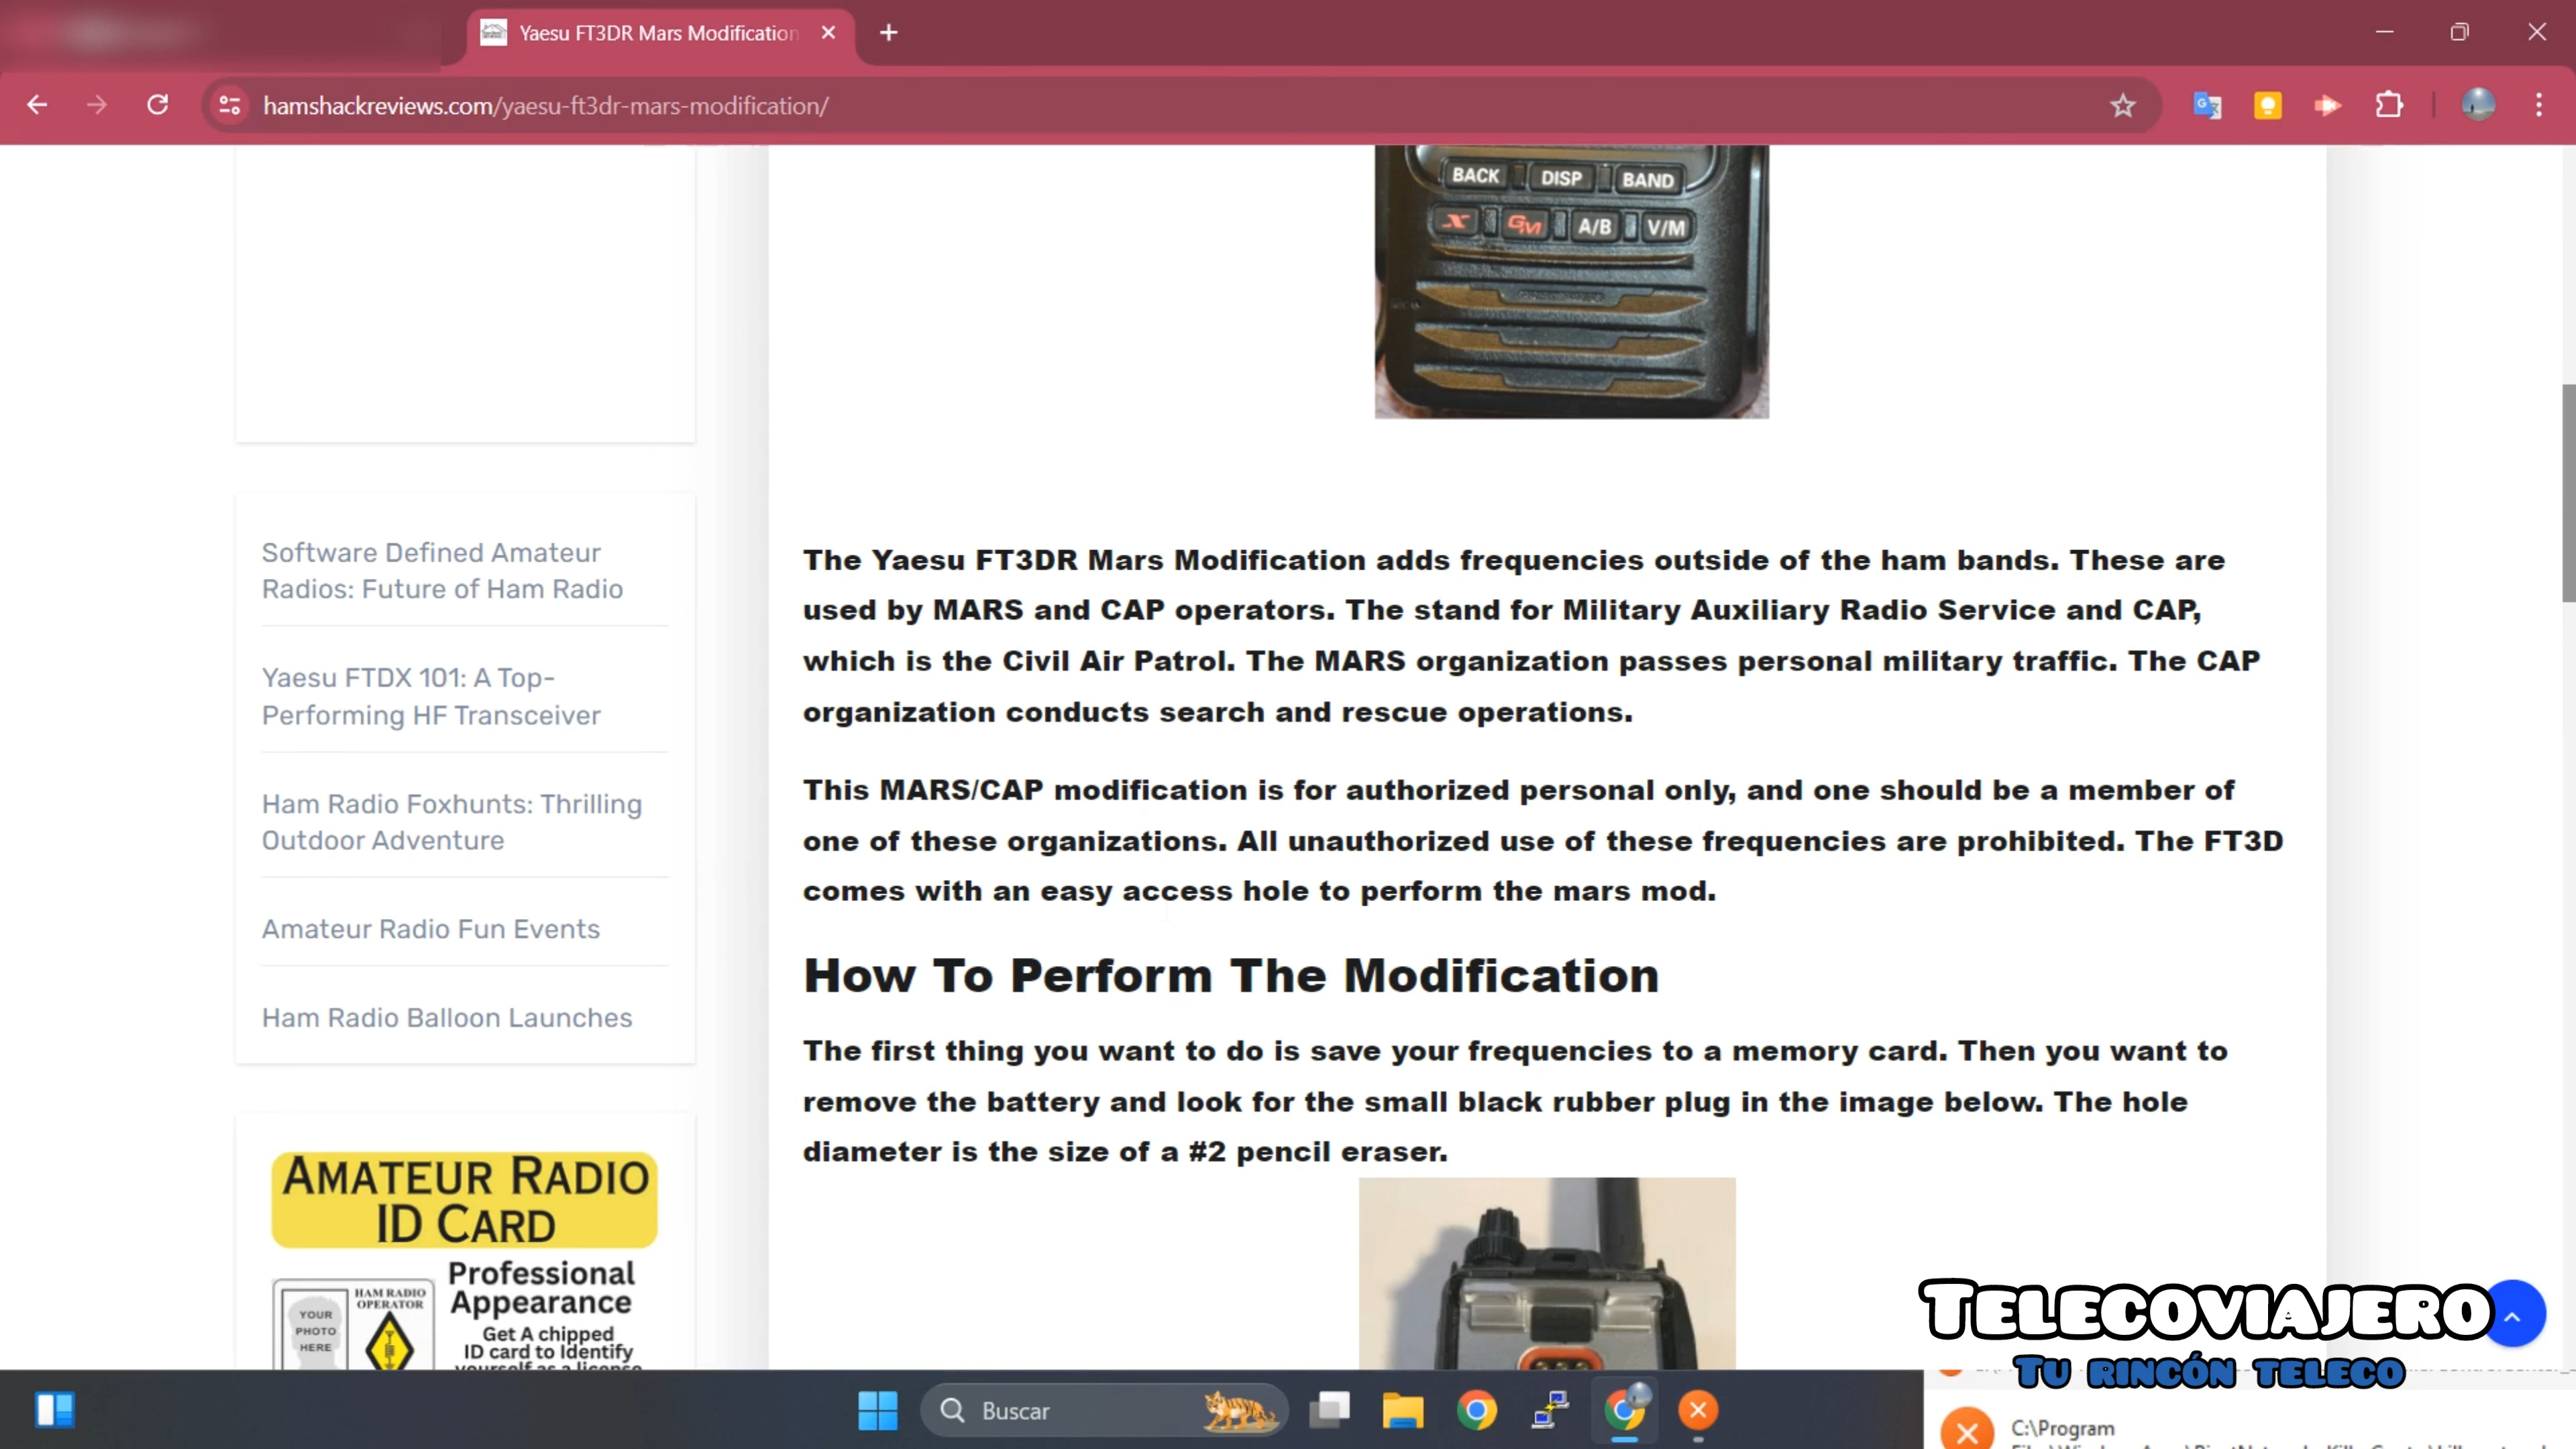 Yaesu FT3DR Mars Modification
hamshackreviews.com/yaesu-ft3dr-mars-modification/
BACK DISP BAND
X GM A/B V/M
Software Defined Amateur
Radios: Future of Ham Radio
Yaesu FTDX 101: A Top-
Performing HF Transceiver
Ham Radio Foxhunts: Thrilling
Outdoor Adventure
Amateur Radio Fun Events
Ham Radio Balloon Launches
AMATEUR RADIO
ID CARD
Professional
Appearance
Get A chipped
ID card to Identify
yourself as a license
HAM RADIO
OPERATOR
YOUR
PHOTO
HERE
The Yaesu FT3DR Mars Modification adds frequencies outside of the ham bands. These are
used by MARS and CAP operators. The stand for Military Auxiliary Radio Service and CAP,
which is the Civil Air Patrol. The MARS organization passes personal military traffic. The CAP
organization conducts search and rescue operations.
This MARS/CAP modification is for authorized personal only, and one should be a member of
one of these organizations. All unauthorized use of these frequencies are prohibited. The FT3D
comes with an easy access hole to perform the mars mod.
How To Perform The Modification
The first thing you want to do is save your frequencies to a memory card. Then you want to
remove the battery and look for the small black rubber plug in the image below. The hole
diameter is the size of a #2 pencil eraser.
TELECOVIAJERO
TU RINCÓN TELECO
Buscar
C:\Program